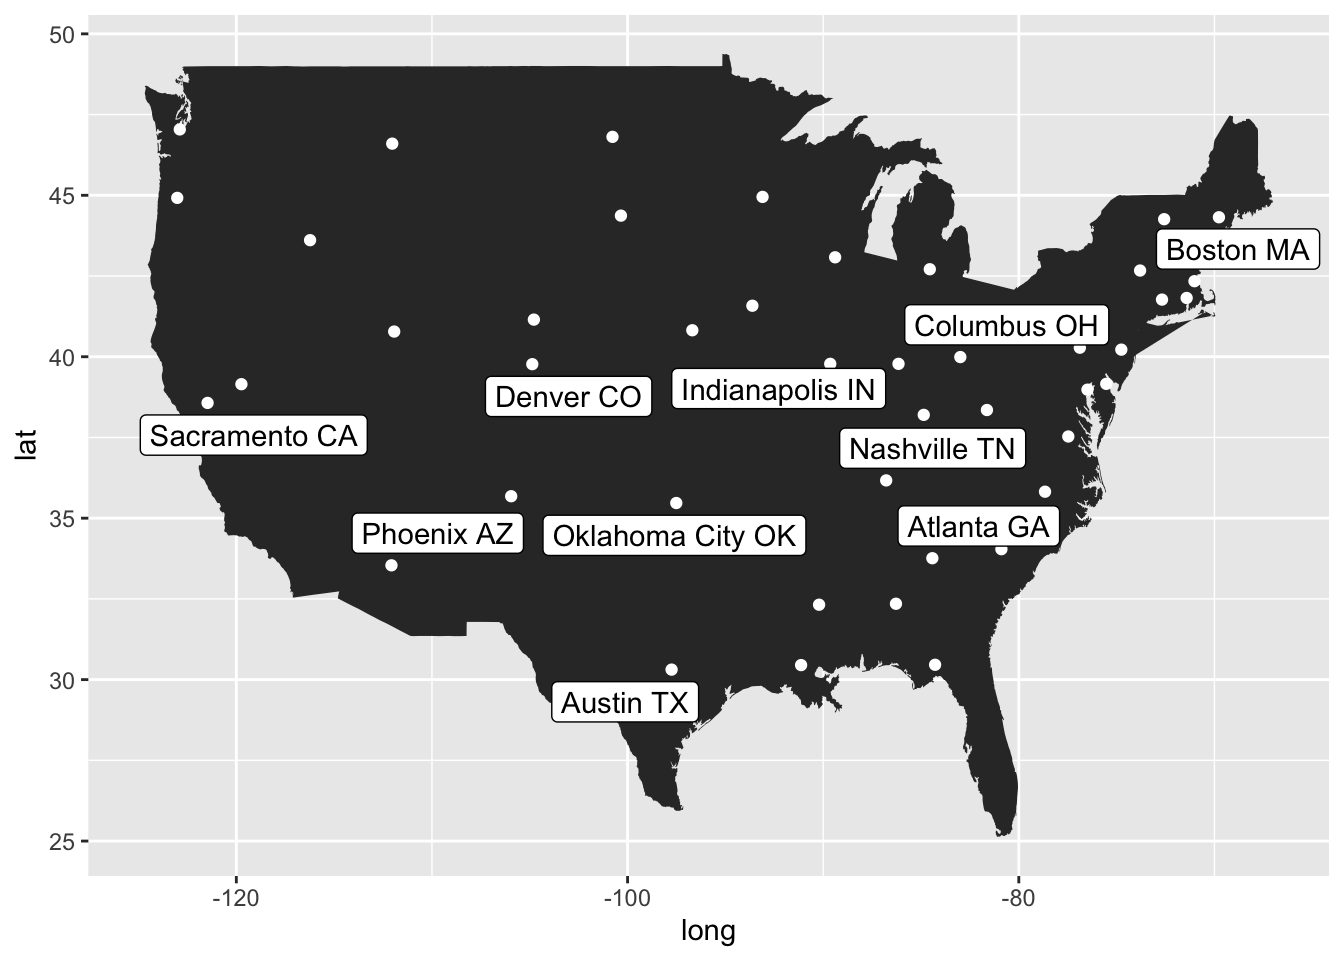 50
45
40
35
30
25
lat
Boston MA
Columbus OH
Denver CO
Indianapolis IN
Sacramento CA
Nashville TN
Phoenix AZ
Oklahoma City OK
Atlanta GA
Austin TX
-120
-100
-80
long